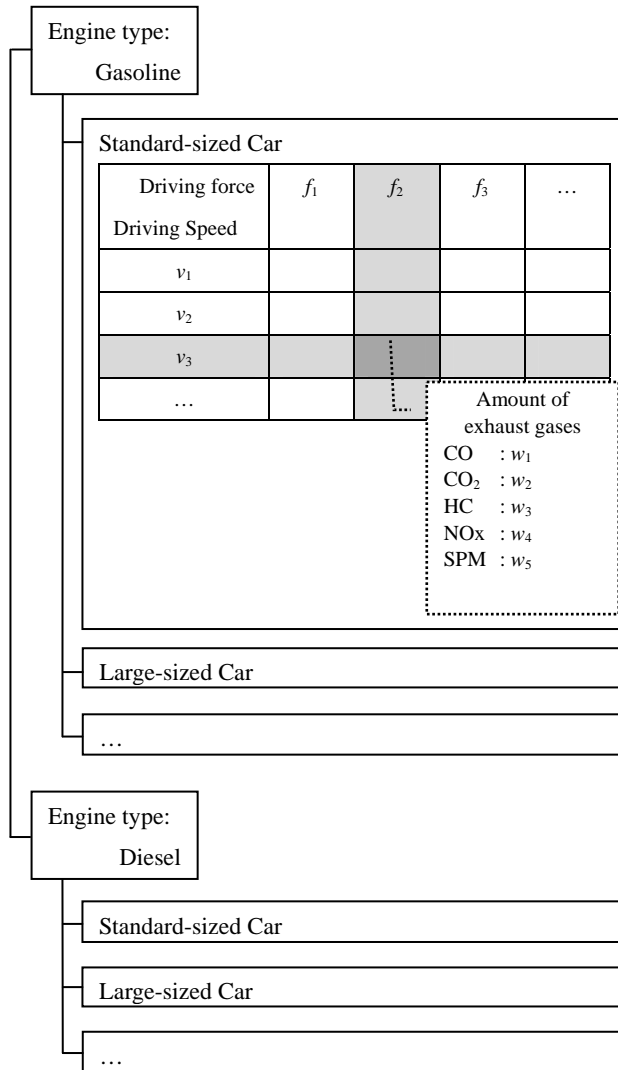 Engine type:
Gasoline
Standard-sized Car
Driving force f₁ f₂ f₃ …
Driving Speed
v₁
v₂
v₃
…
Amount of
exhaust gases
CO : w₁
CO₂ : w₂
HC : w₃
NOx : w₄
SPM : w₅
Large-sized Car
…
Engine type:
Diesel
Standard-sized Car
Large-sized Car
…